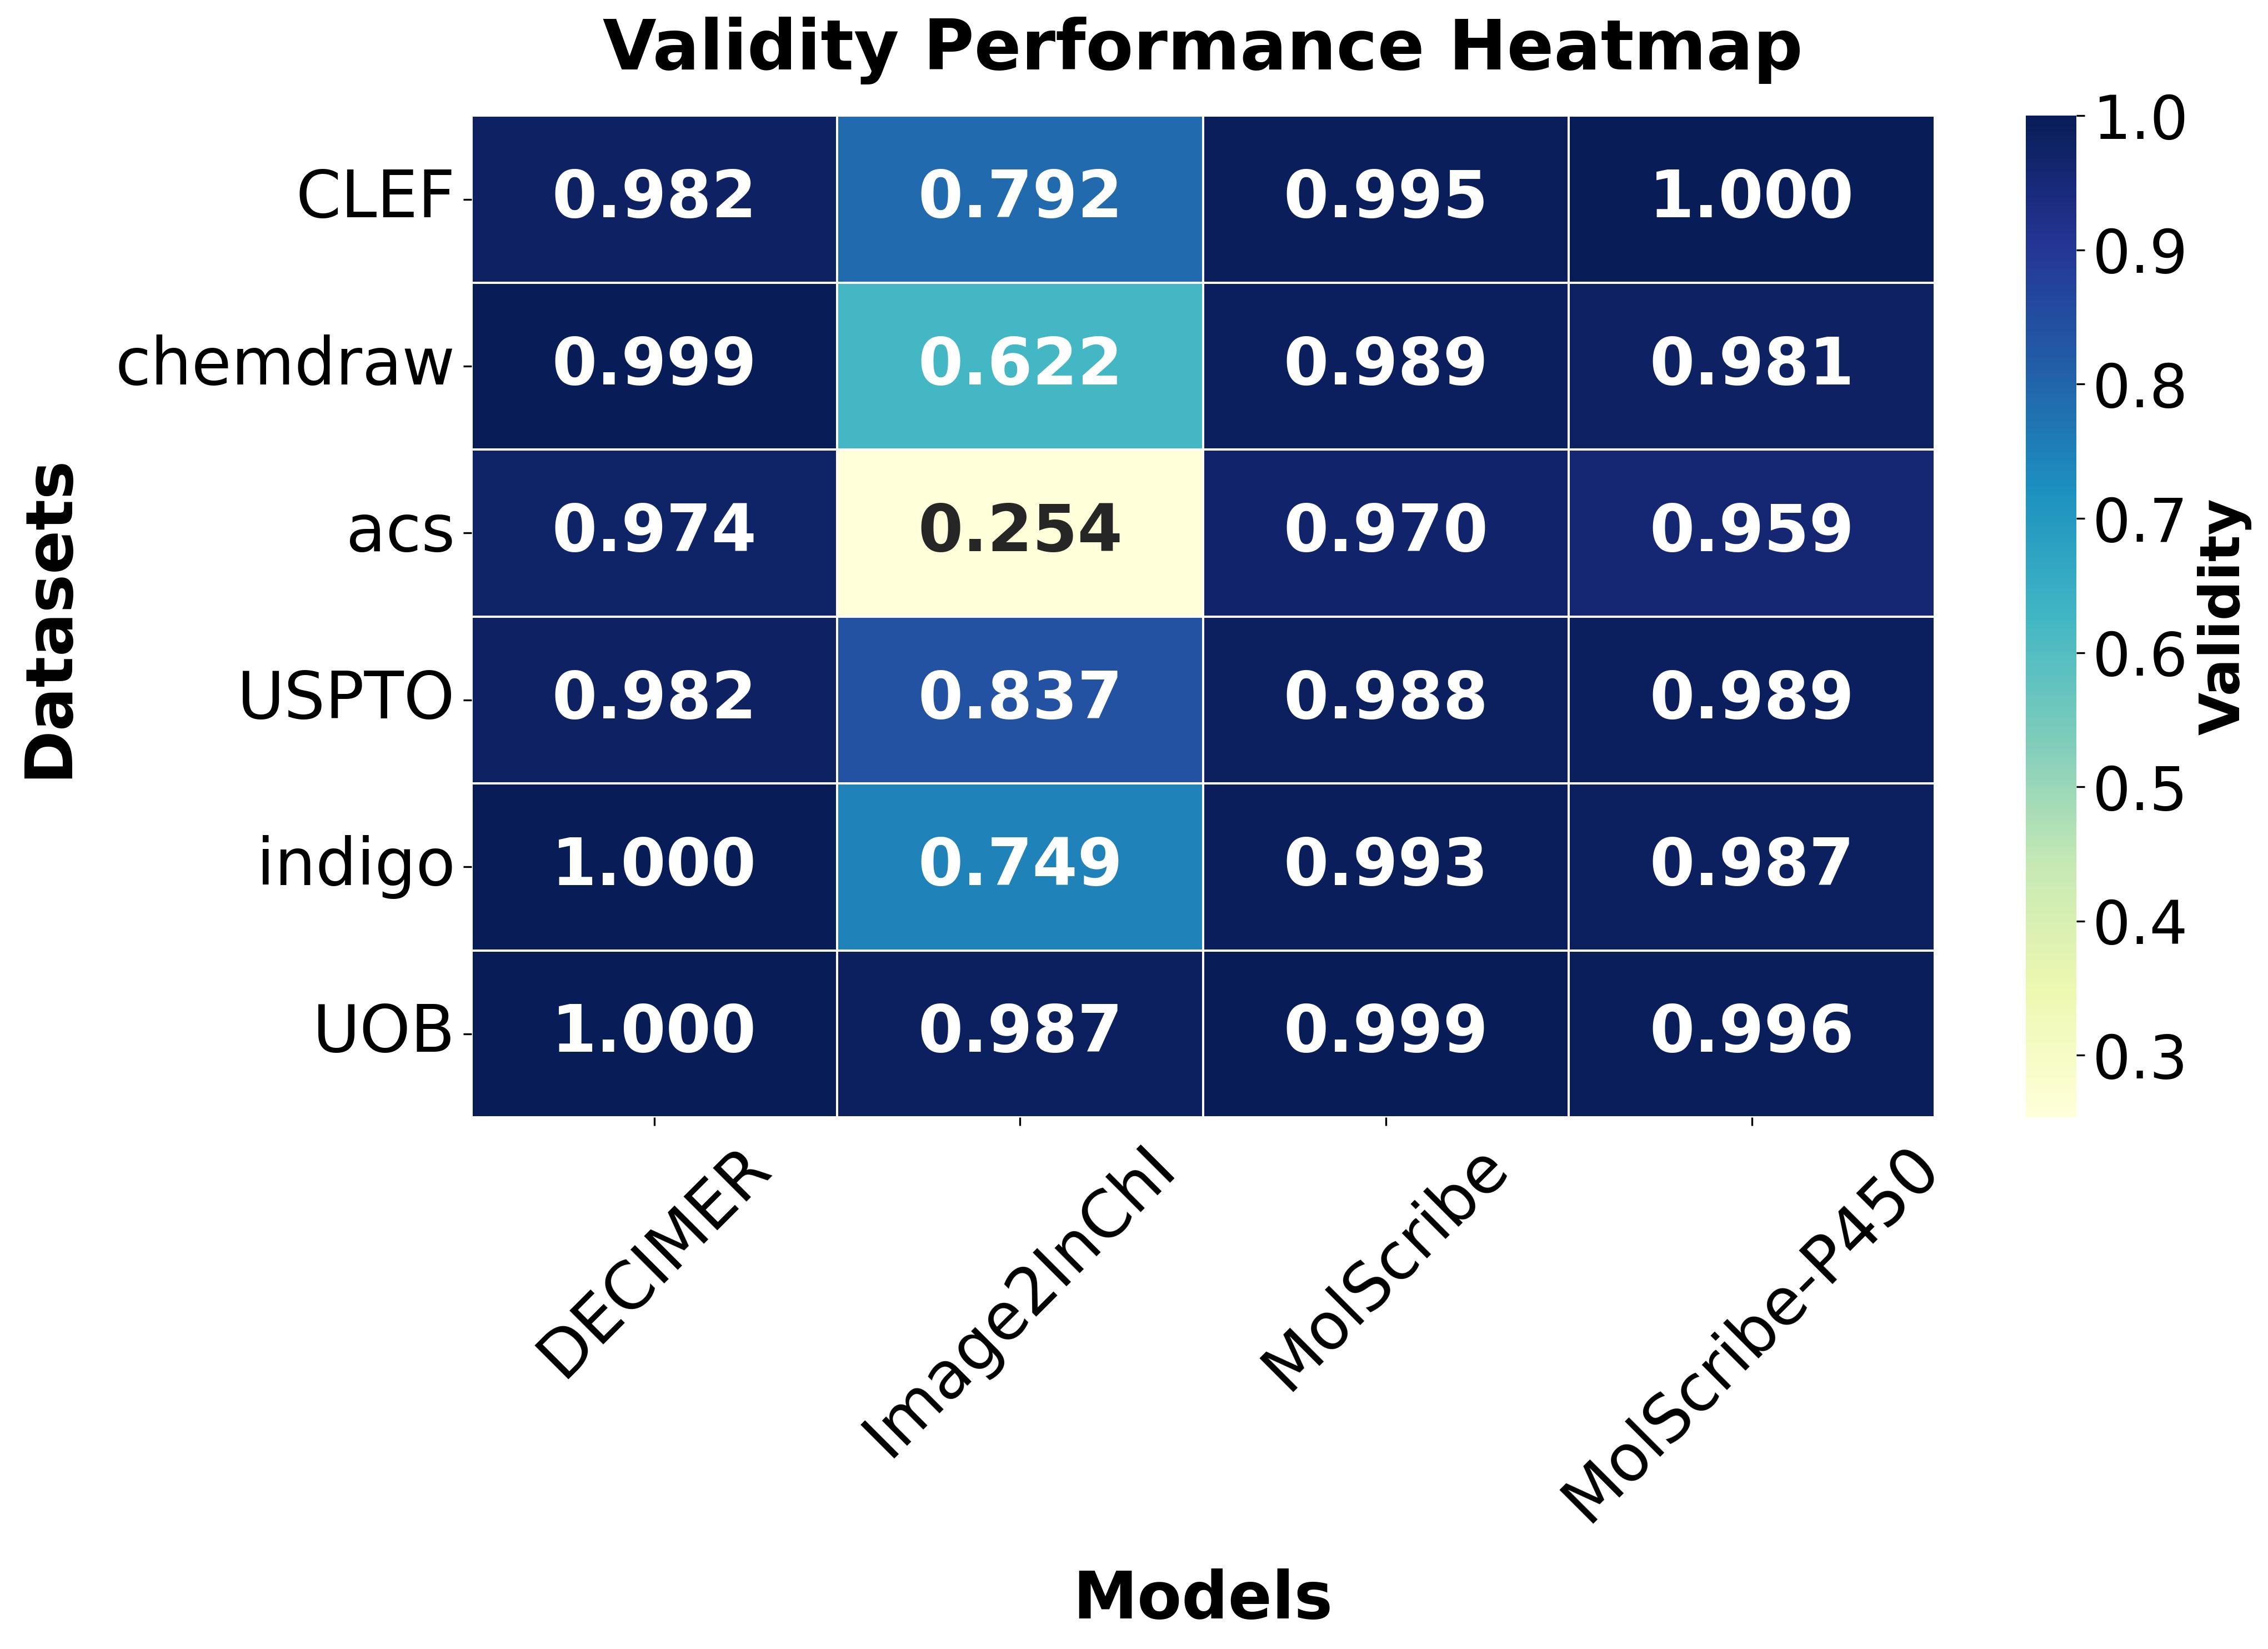 Validity Performance Heatmap
Datasets
CLEF 0.982 0.792 0.995 1.000
chemdraw 0.999 0.622 0.989 0.981
acs 0.974 0.254 0.970 0.959
USPTO 0.982 0.837 0.988 0.989
indigo 1.000 0.749 0.993 0.987
UOB 1.000 0.987 0.999 0.996
DECIMER
Image2InChI
MolScribe
MolScribe-P450
Models
1.0
0.9
0.8
0.7
0.6
0.5
0.4
0.3
Validity